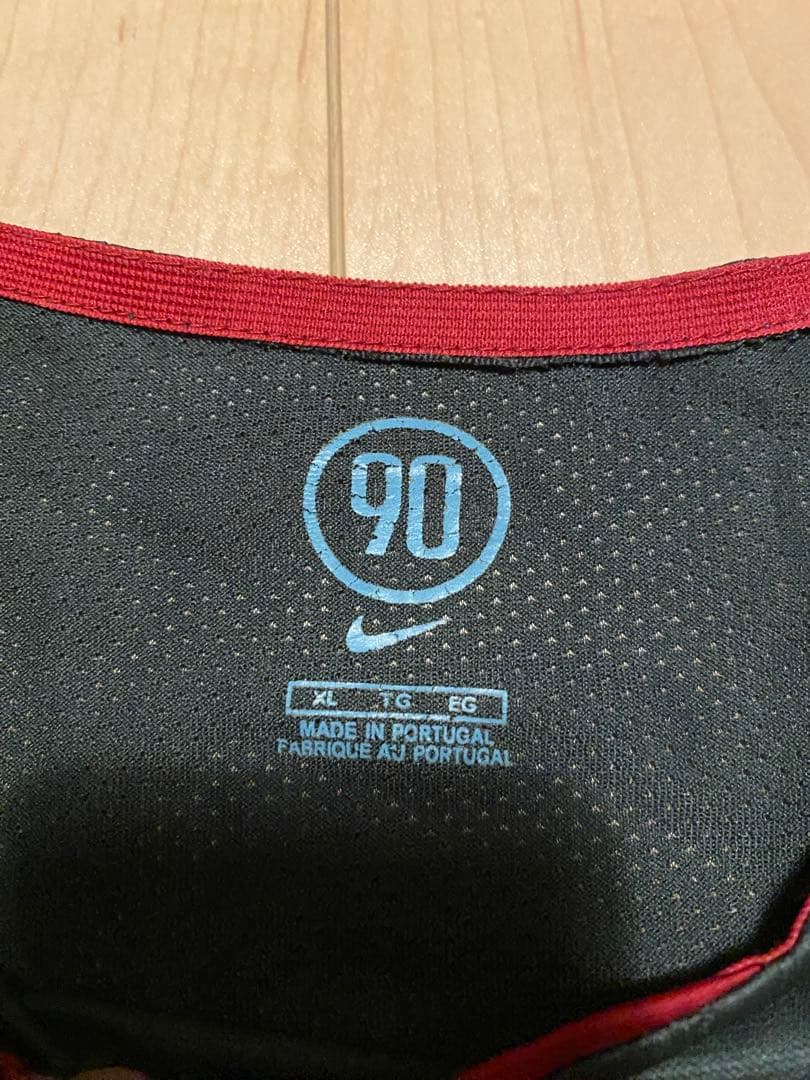 90
XL TG EG
MADE IN PORTUGAL
FABRIQUE AU PORTUGAL